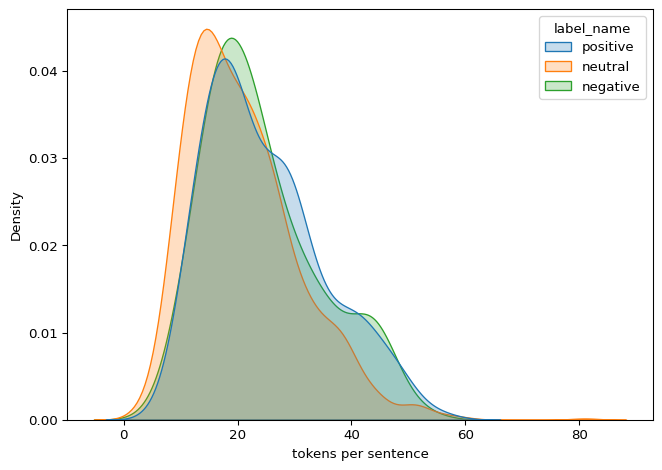 label_name
positive
neutral
negative
0.04
0.03
0.02
0.01
0.00
Density
0
20
40
60
80
tokens per sentence